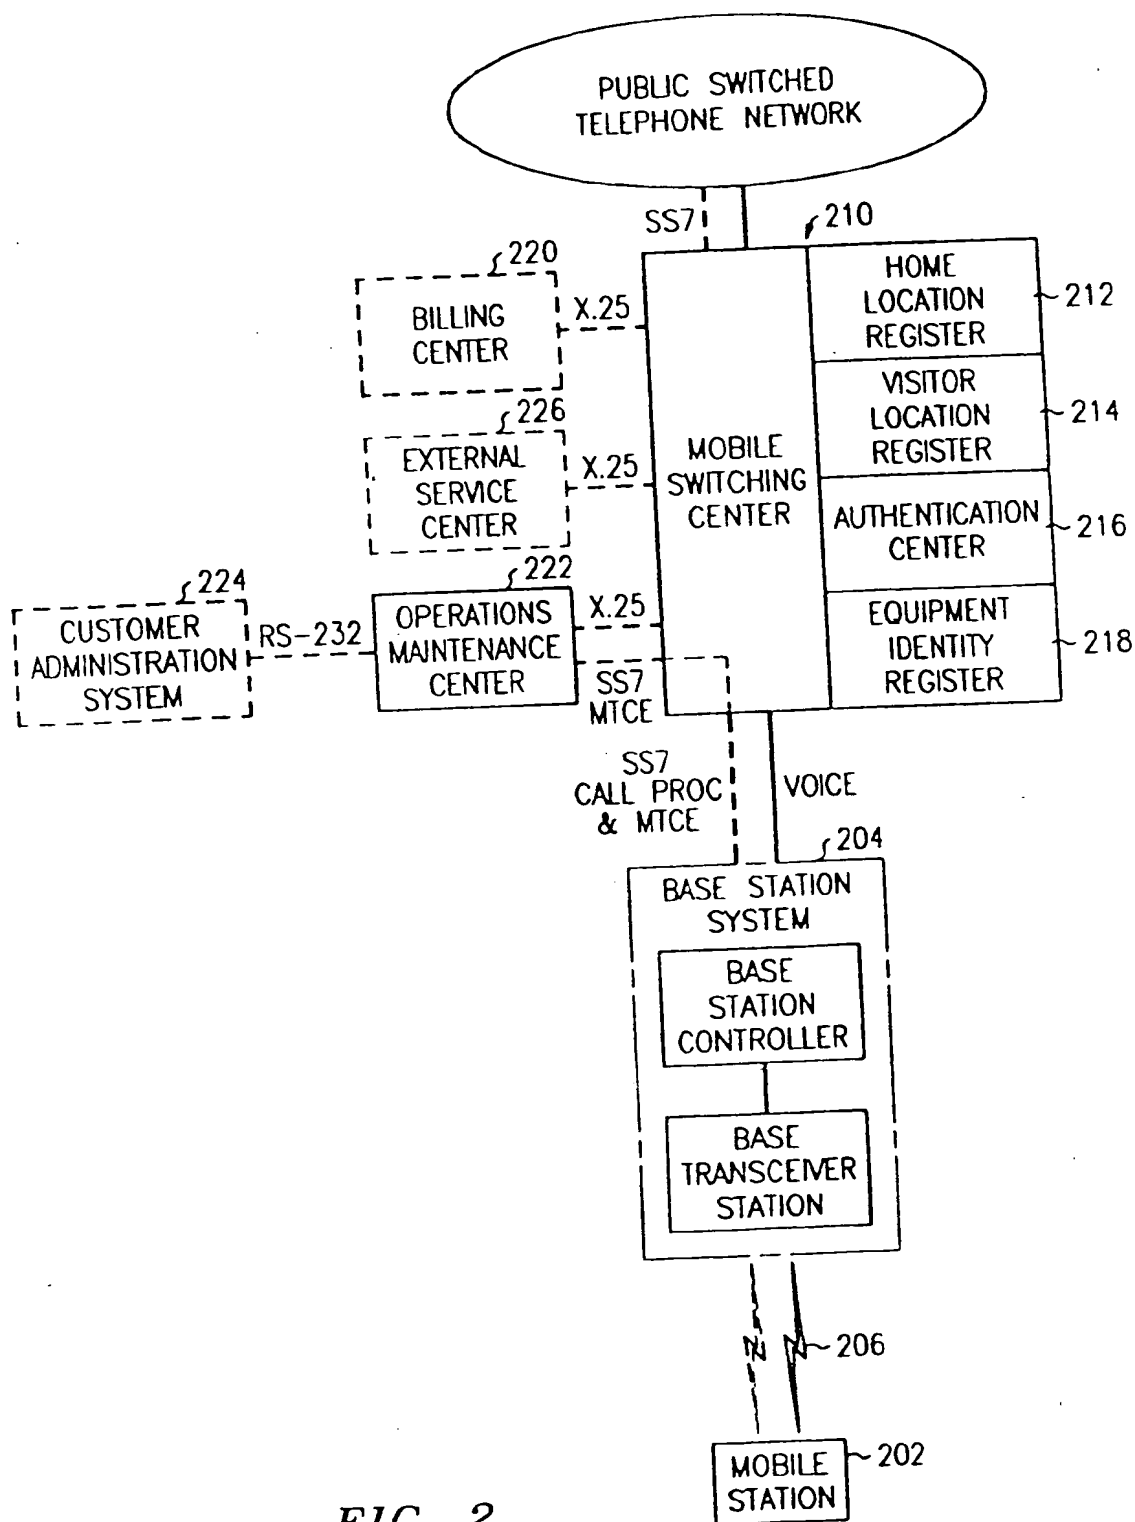 PUBLIC SWITCHED
TELEPHONE NETWORK
SS7
210
220
BILLING
CENTER
X.25
HOME
LOCATION
REGISTER
212
VISITOR
LOCATION
REGISTER
214
226
EXTERNAL
SERVICE
CENTER
X.25
MOBILE
SWITCHING
CENTER
AUTHENTICATION
CENTER
216
224
CUSTOMER
ADMINISTRATION
SYSTEM
RS-232
222
OPERATIONS
MAINTENANCE
CENTER
X.25
SS7
MTCE
EQUIPMENT
IDENTITY
REGISTER
218
SS7
CALL PROC
& MTCE
VOICE
204
BASE STATION
SYSTEM
BASE
STATION
CONTROLLER
BASE
TRANSCEIVER
STATION
206
MOBILE
STATION
202
FIG. 2